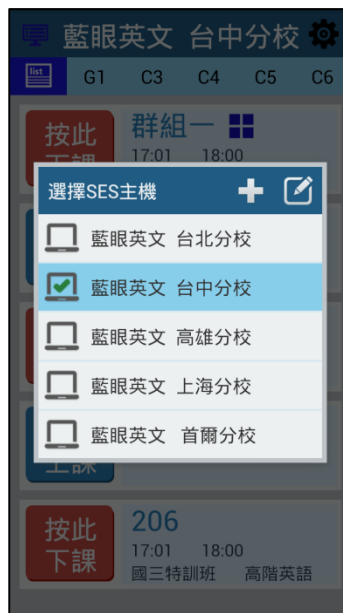 藍眼英文 台中分校
list G1 C3 C4 C5 C6
按此
群組一
17:01 18:00
選擇SES主機
藍眼英文 台北分校
藍眼英文 台中分校
藍眼英文 高雄分校
藍眼英文 上海分校
藍眼英文 首爾分校
上課
按此
下課
206
17:01 18:00
國三特訓班 高階英語